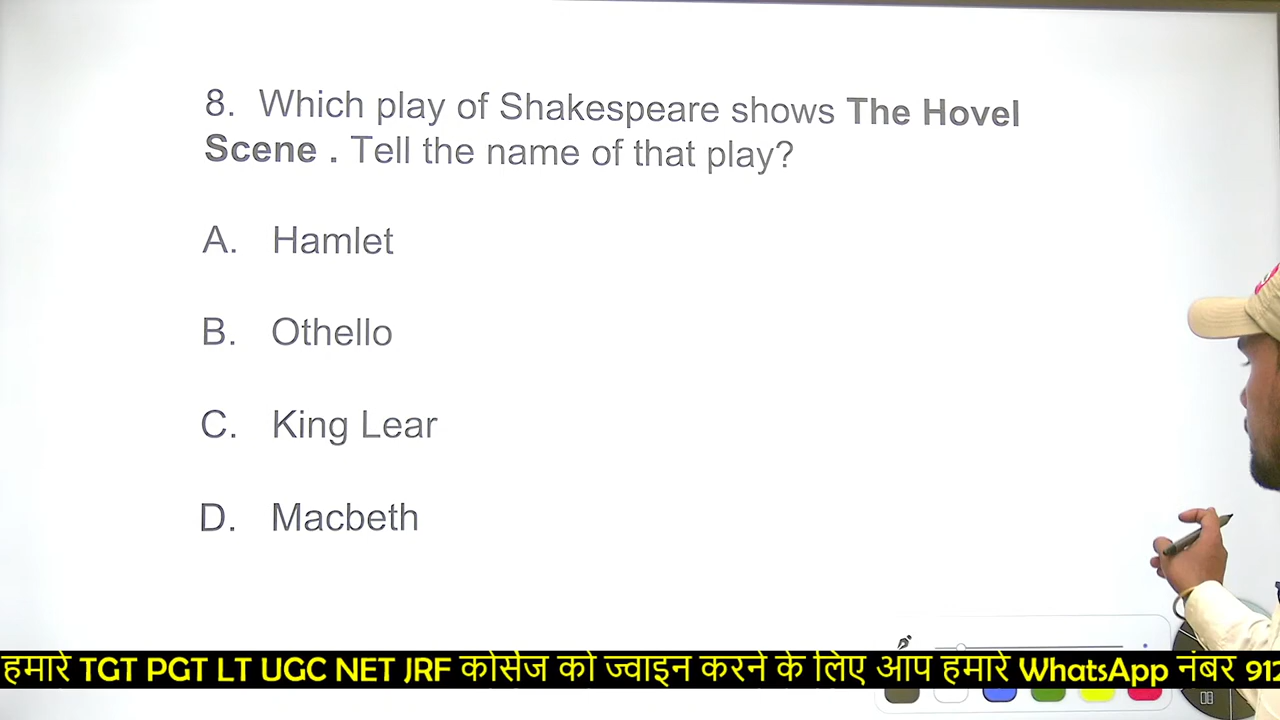 8. Which play of Shakespeare shows The Hovel
Scene . Tell the name of that play?
A. Hamlet
B. Othello
C. King Lear
D. Macbeth
हमारे TGT PGT LT UGC NET JRF कोर्सेज को ज्वाइन करने के लिए आप हमारे WhatsApp नंबर 912